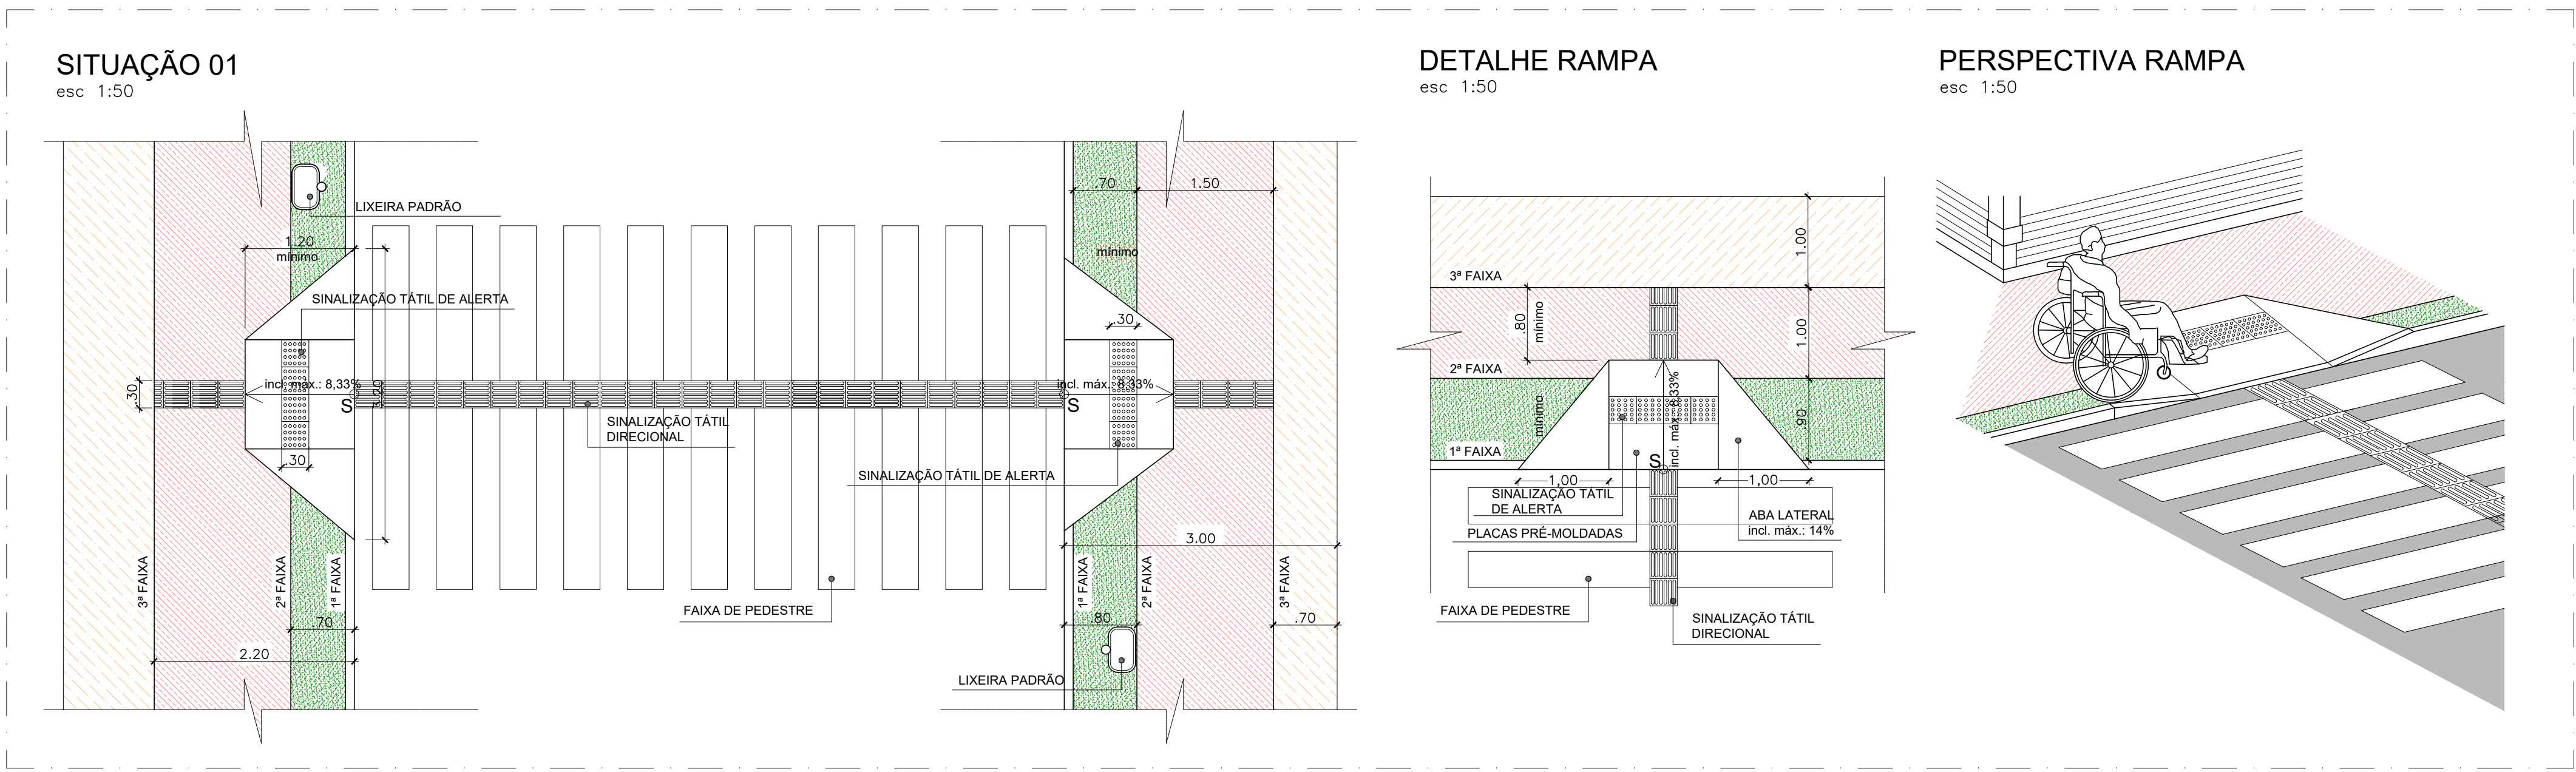 SITUAÇÃO 01
esc 1:50
LIXEIRA PADRÃO
1.20
mínimo
SINALIZAÇÃO TÁTIL DE ALERTA
.30
incl. máx.: 8,33%
S
3.20
.30
SINALIZAÇÃO TÁTIL
DIRECIONAL
SINALIZAÇÃO TÁTIL DE ALERTA
FAIXA DE PEDESTRE
3ª FAIXA
2ª FAIXA
1ª FAIXA
.70
2.20
.70
1.50
mínimo
.30
incl. máx.: 8,33%
S
3.00
1ª FAIXA
2ª FAIXA
3ª FAIXA
.80
.70
LIXEIRA PADRÃO
DETALHE RAMPA
esc 1:50
1.00
3ª FAIXA
.80
mínimo
1.00
2ª FAIXA
mínimo
incl. máx.: 8,33%
.90
1ª FAIXA
S
1,00
1,00
SINALIZAÇÃO TÁTIL
DE ALERTA
ABA LATERAL
incl. máx.: 14%
PLACAS PRÉ-MOLDADAS
FAIXA DE PEDESTRE
SINALIZAÇÃO TÁTIL
DIRECIONAL
PERSPECTIVA RAMPA
esc 1:50